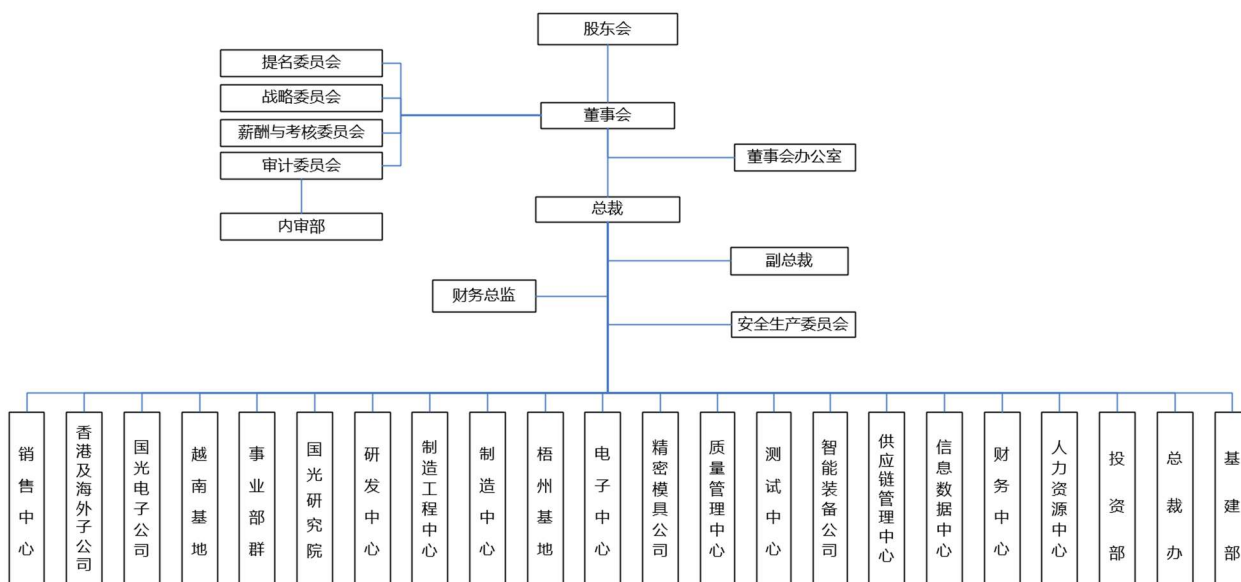 股东会
提名委员会
战略委员会
董事会
薪酬与考核委员会
审计委员会
董事会办公室
总裁
内审部
副总裁
财务总监
安全生产委员会
销售中心
香港及海外子公司
国光电子公司
越南基地
事业部群
国光研究院
研发中心
制造工程中心
制造中心
梧州基地
电子中心
精密模具公司
质量管理中心
测试中心
智能装备公司
供应链管理中心
信息数据中心
财务中心
人力资源中心
投资部
总裁办
基建部